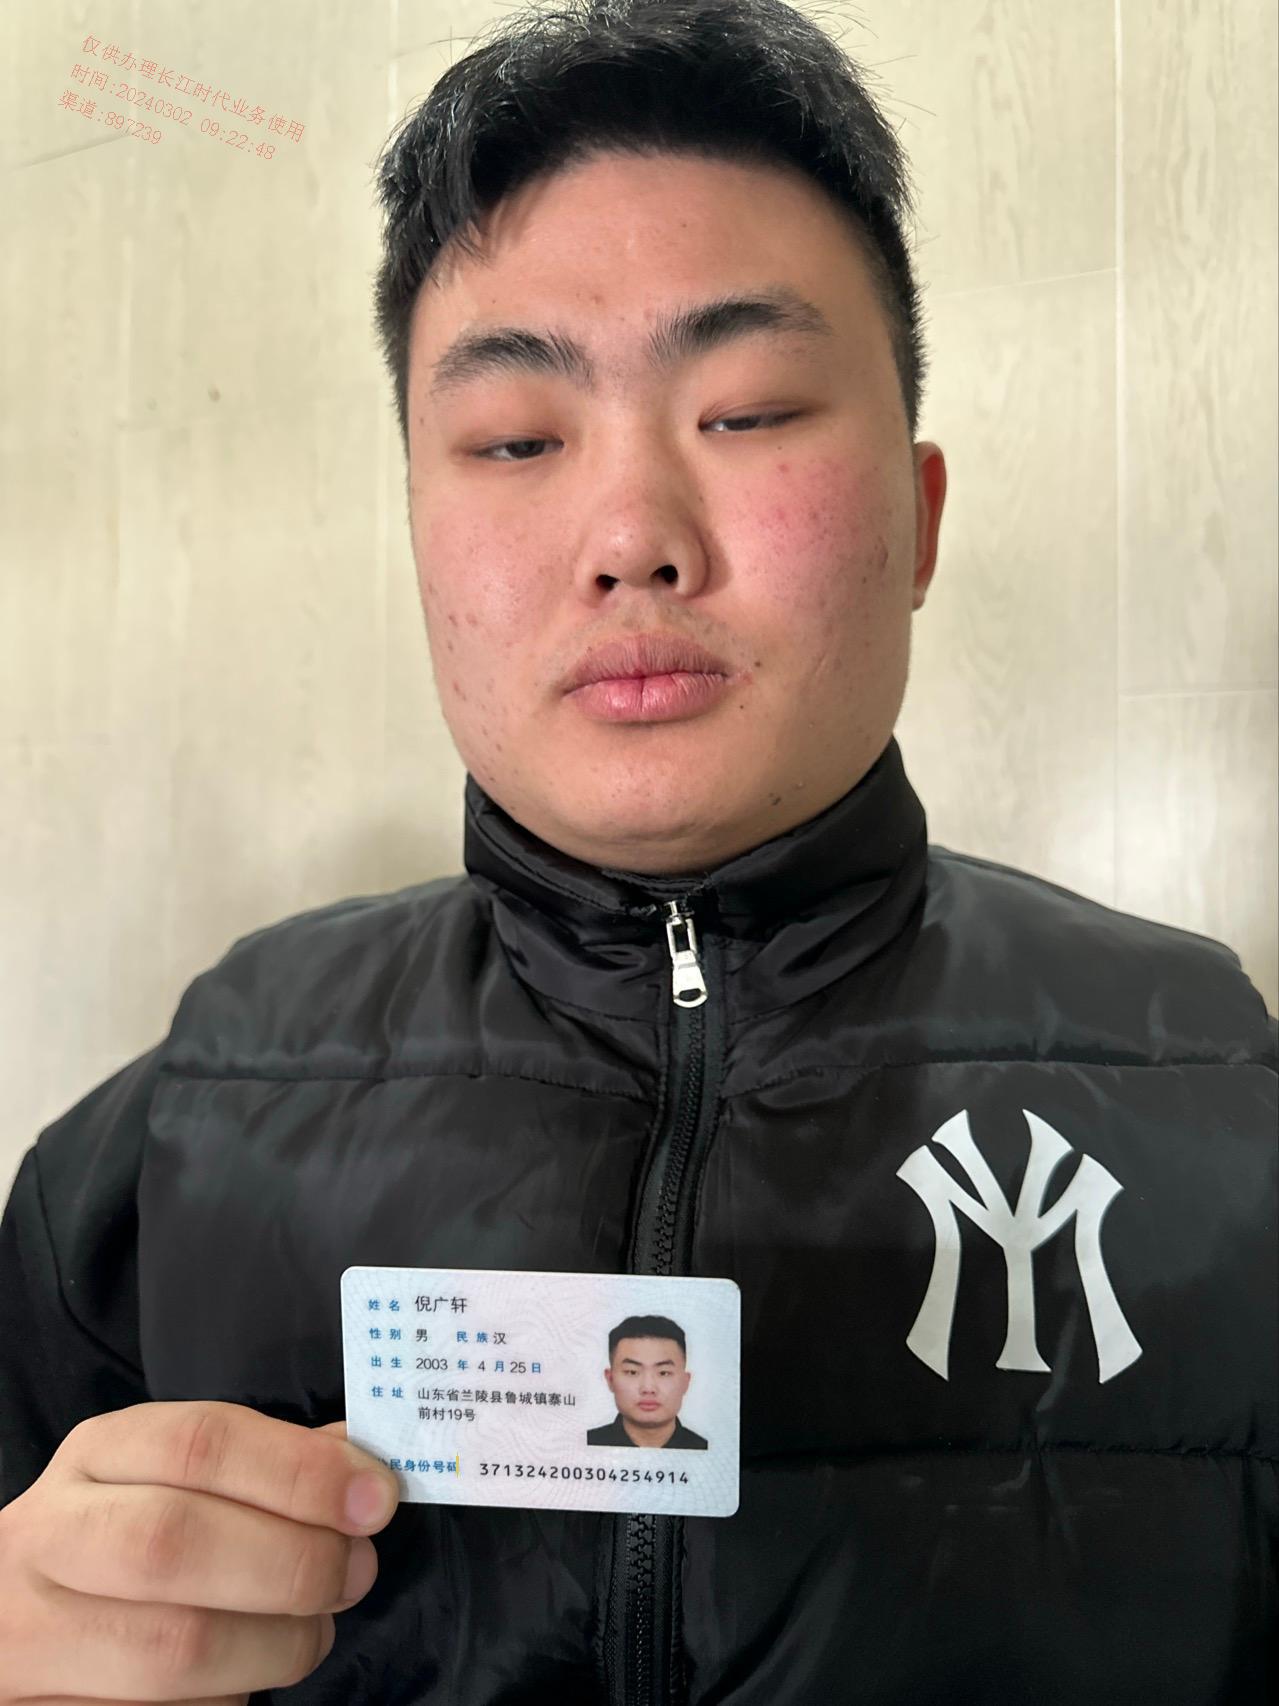 仅供办理长江时代业务使用
时间:20240302 09:22:48
渠道:897239
姓名 倪广轩
性别 男 民族 汉
出生 2003 年 4 月 25 日
住址 山东省兰陵县鲁城镇寨山
前村19号
民身份号码 371324200304254914
NY